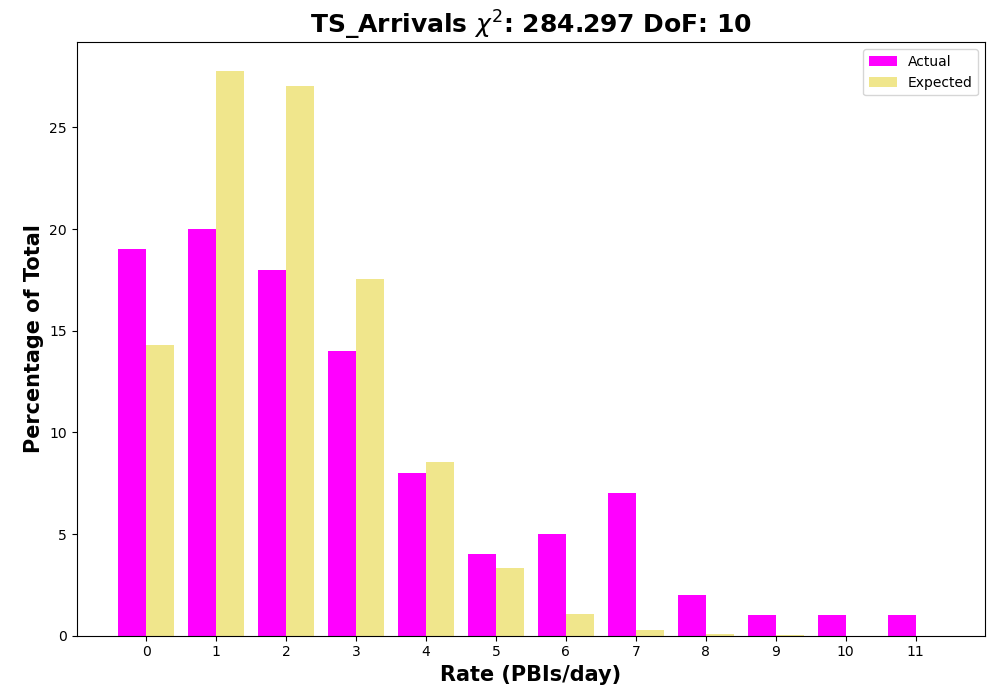 TS_Arrivals χ²: 284.297 DoF: 10
Actual
Expected
Percentage of Total
25
20
15
10
5
0
0 1 2 3 4 5 6 7 8 9 10 11
Rate (PBIs/day)